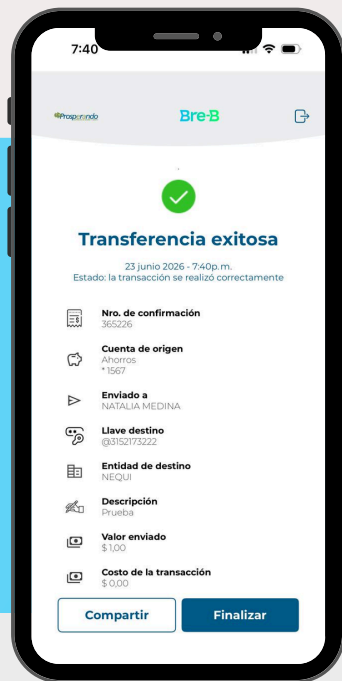 7:40
Prosperando
Bre-B
Transferencia exitosa
23 junio 2026 - 7:40p. m.
Estado: la transacción se realizó correctamente
Nro. de confirmación
365226
Cuenta de origen
Ahorros
* 1567
Enviado a
NATALIA MEDINA
Llave destino
@3152173222
Entidad de destino
NEQUI
Descripción
Prueba
Valor enviado
$ 1,00
Costo de la transacción
$ 0,00
Compartir
Finalizar